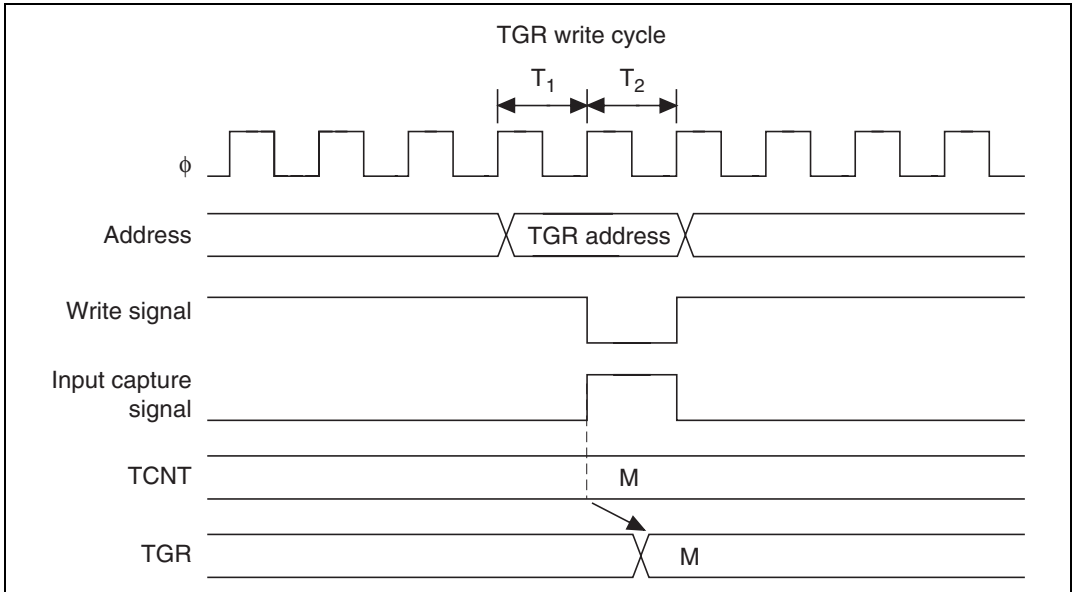 TGR write cycle
T₁ T₂
ϕ
Address
TGR address
Write signal
Input capture
signal
TCNT
M
TGR
M